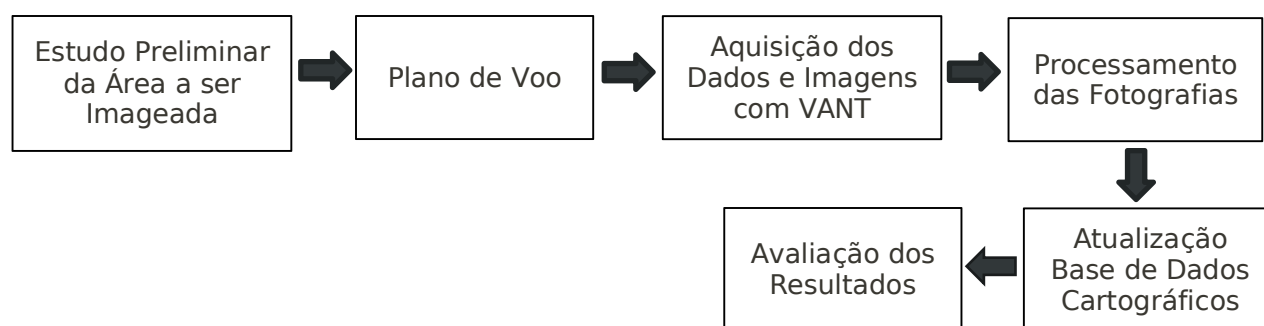 Estudo Preliminar
da Área a ser
Imageada
Plano de Voo
Aquisição dos
Dados e Imagens
com VANT
Processamento
das Fotografias
Atualização
Base de Dados
Cartográficos
Avaliação dos
Resultados